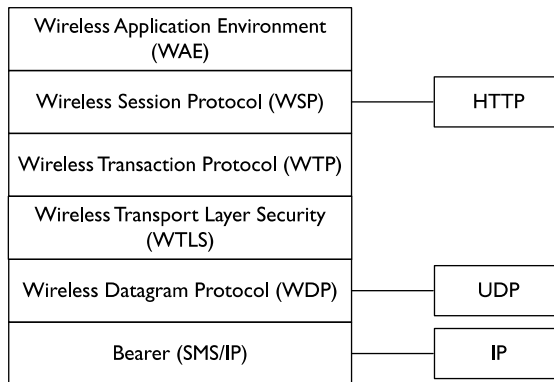 Wireless Application Environment
(WAE)
Wireless Session Protocol (WSP)
HTTP
Wireless Transaction Protocol (WTP)
Wireless Transport Layer Security
(WTLS)
Wireless Datagram Protocol (WDP)
UDP
Bearer (SMS/IP)
IP